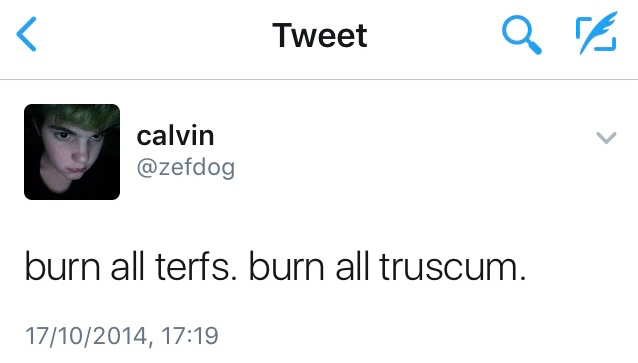 Tweet
calvin
@zefdog
burn all terfs. burn all truscum.
17/10/2014, 17:19